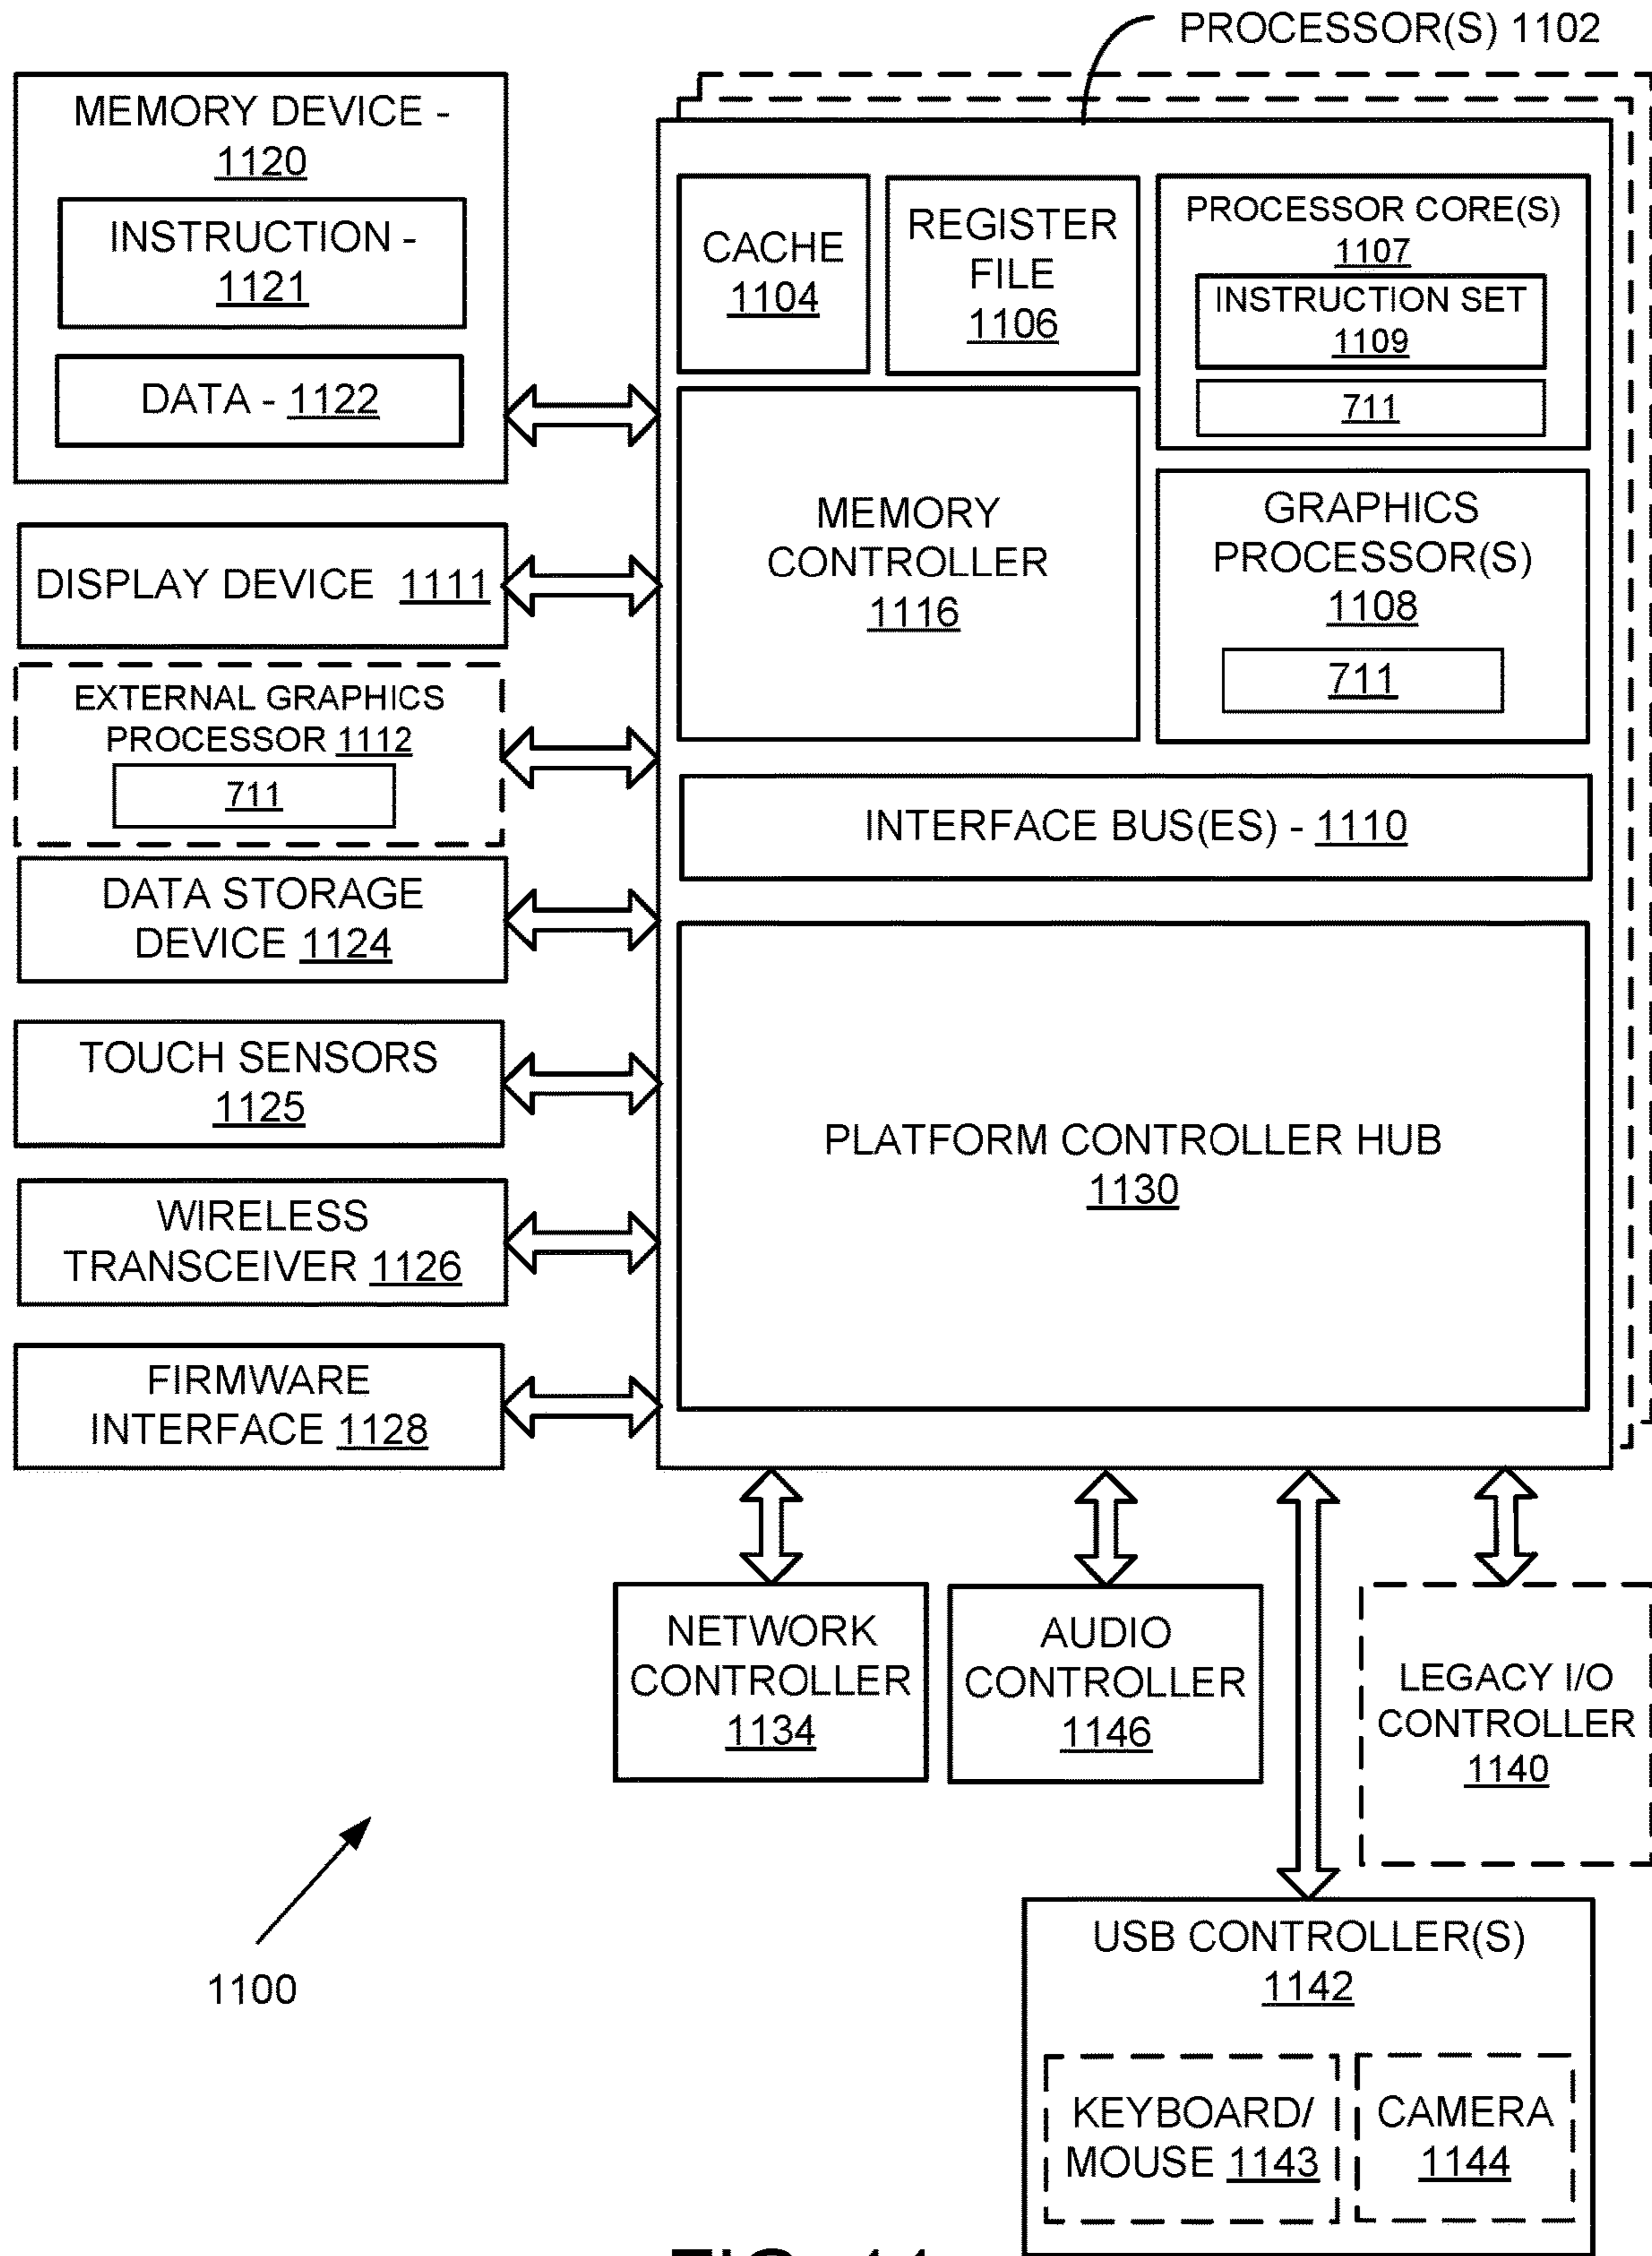 PROCESSOR(S) 1102
MEMORY DEVICE -
1120
INSTRUCTION -
1121
DATA - 1122
DISPLAY DEVICE 1111
EXTERNAL GRAPHICS
PROCESSOR 1112
711
DATA STORAGE
DEVICE 1124
TOUCH SENSORS
1125
WIRELESS
TRANSCEIVER 1126
FIRMWARE
INTERFACE 1128
CACHE
1104
REGISTER
FILE
1106
PROCESSOR CORE(S)
1107
INSTRUCTION SET
1109
711
MEMORY
CONTROLLER
1116
GRAPHICS
PROCESSOR(S)
1108
711
INTERFACE BUS(ES) - 1110
PLATFORM CONTROLLER HUB
1130
NETWORK
CONTROLLER
1134
AUDIO
CONTROLLER
1146
LEGACY I/O
CONTROLLER
1140
USB CONTROLLER(S)
1142
KEYBOARD/
MOUSE 1143
CAMERA
1144
1100